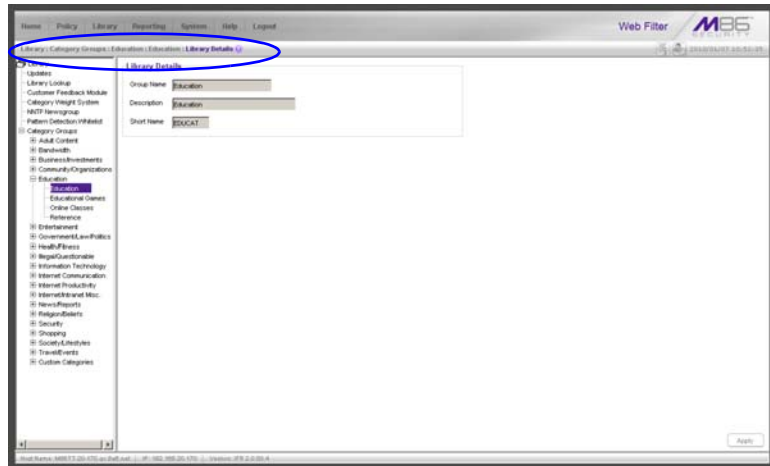 Home Policy Library Reporting System Help Logout
Web Filter
M86 SECURITY
Library : Category Groups : Education : Education : Library Details
Library Details
Updates
Library Lookup
Customer Feedback Module
Category Weight System
NNTP Newsgroup
Pattern Detection Whitelist
Category Groups
Adult Content
Bandwidth
Business/Investments
Community/Organizations
Education
Education
Educational Games
Online Classes
Reference
Entertainment
Government/Law/Politics
Health/Fitness
Illegal/Questionable
Information Technology
Internet Communication
Internet Productivity
Internet/Intranet Misc.
News/Reports
Religion/Beliefs
Security
Shopping
Society/Lifestyles
Travel/Events
Custom Categories
Group Name Education
Description Education
Short Name EDUCAT
Apply
Host Name: